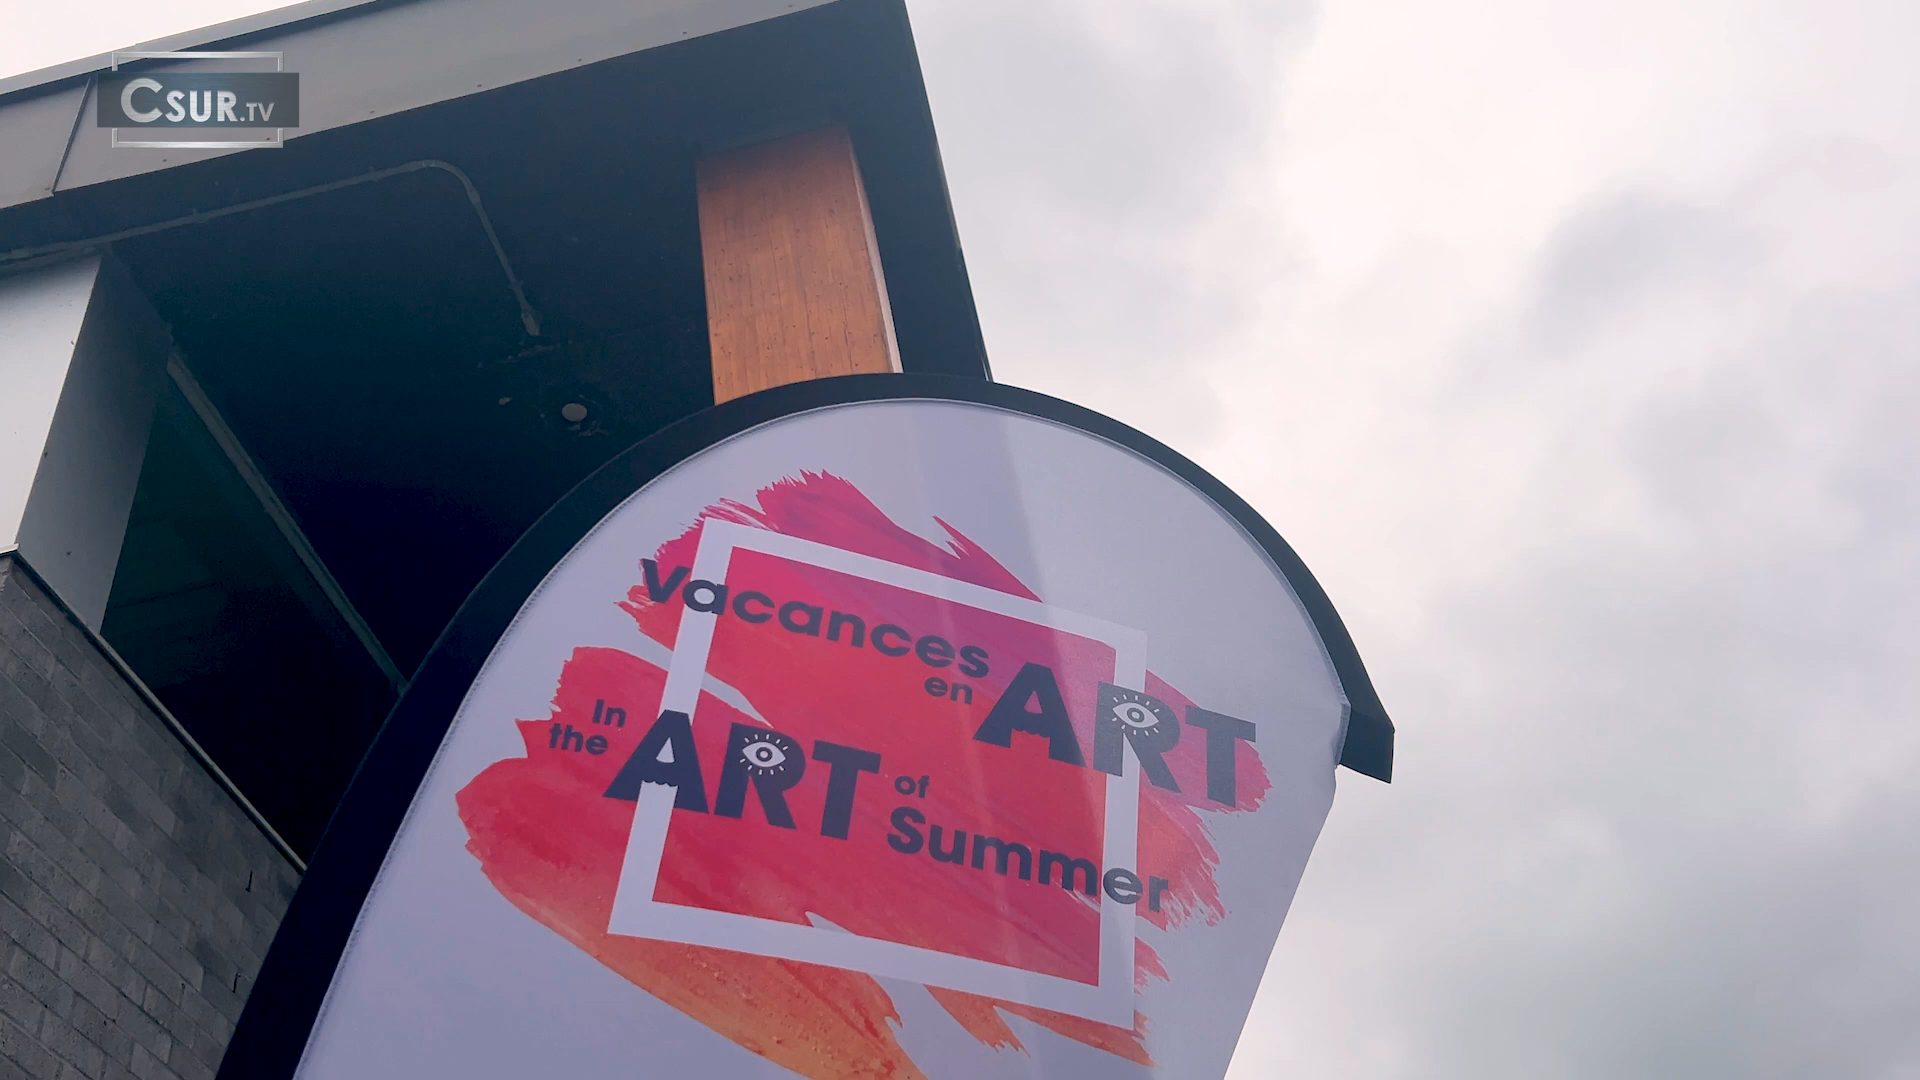 CSUR.TV
Vacances
en ART
In
the ART of
Summer